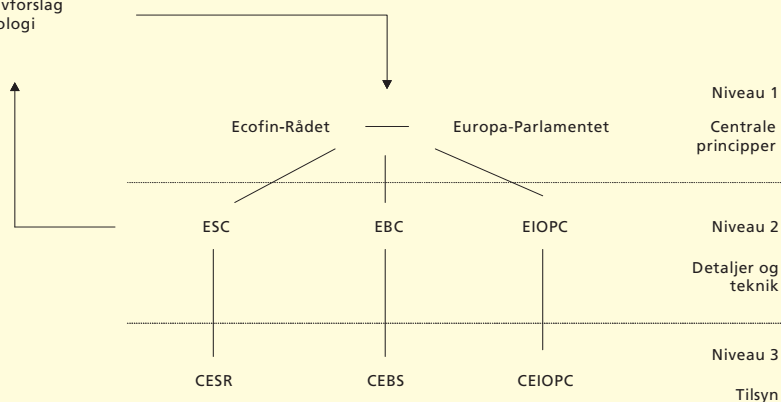 Niveau 1
Ecofin-Rådet Europa-Parlamentet Centrale
principper
ESC EBC EIOPC Niveau 2
Detaljer og
teknik
Niveau 3
CESR CEBS CEIOPC
Tilsyn